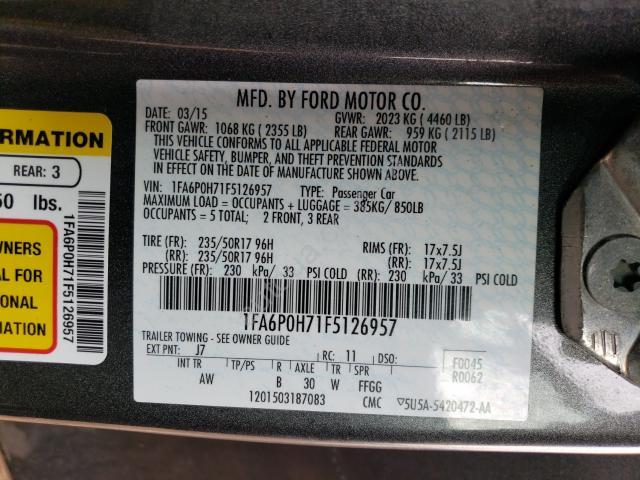 ORMATION
REAR: 3
50 lbs.
WNERS
AL FOR
IONAL
MATION
1FA6P0H71F5126957
MFD. BY FORD MOTOR CO.
DATE: 03/15 GVWR: 2023 KG ( 4460 LB)
FRONT GAWR: 1068 KG ( 2355 LB) REAR GAWR: 959 KG ( 2115 LB)
THIS VEHICLE CONFORMS TO ALL APPLICABLE FEDERAL MOTOR
VEHICLE SAFETY, BUMPER, AND THEFT PREVENTION STANDARDS
IN EFFECT ON THE DATE OF MANUFACTURE SHOWN ABOVE.
VIN: 1FA6P0H71F5126957 TYPE: Passenger Car
MAXIMUM LOAD = OCCUPANTS + LUGGAGE = 385KG/ 850LB
OCCUPANTS = 5 TOTAL; 2 FRONT, 3 REAR
TIRE (FR): 235/50R17 96H RIMS (FR): 17x7.5J
(RR): 235/50R17 96H (RR): 17x7.5J
PRESSURE (FR): 230 kPa/ 33 PSI COLD (RR): 230 kPa/ 33 PSI COLD
1FA6P0H71F5126957
TRAILER TOWING - SEE OWNER GUIDE
EXT PNT: J7 RC: 11 DSO: F0045
INT TR TP/PS R AXLE TR SPR R0062
AW B 30 W FFGG
1201503187083 CMC ▽5U5A-5420472-AA